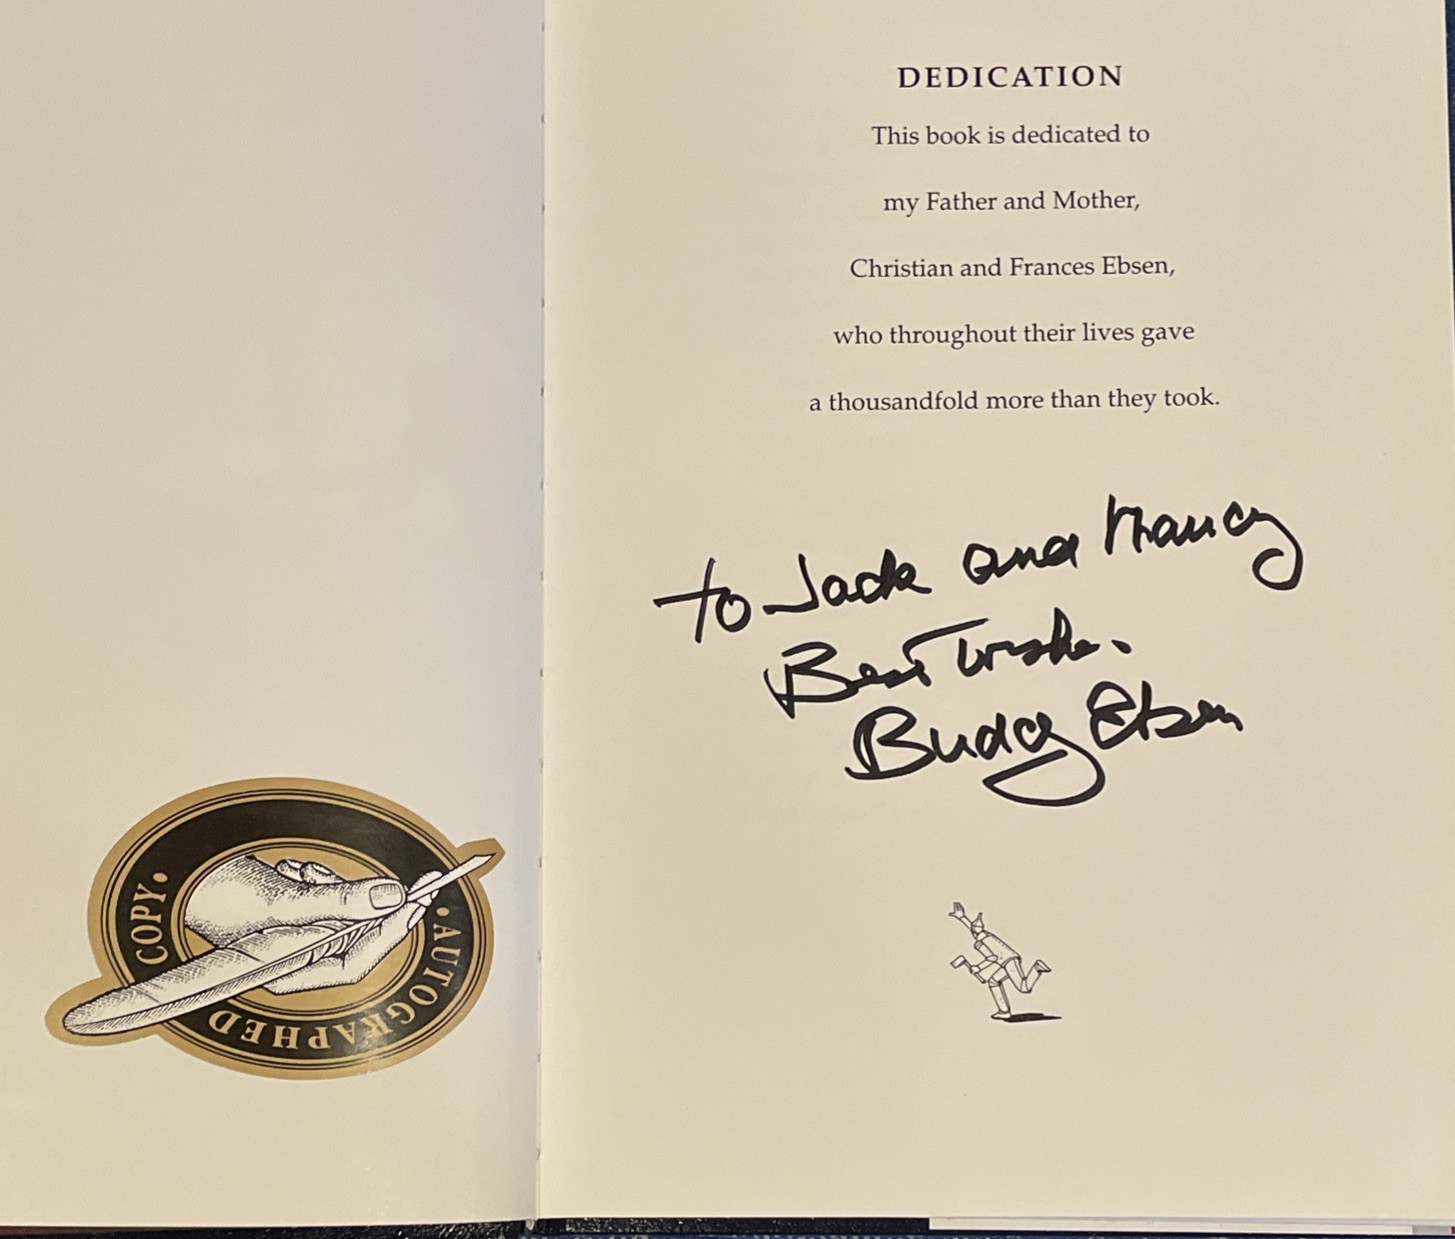 DEDICATION
This book is dedicated to
my Father and Mother,
Christian and Frances Ebsen,
who throughout their lives gave
a thousandfold more than they took.
To Jack and Nancy
Best Wishes.
Buddy Ebsen
• AUTOGRAPHED COPY •